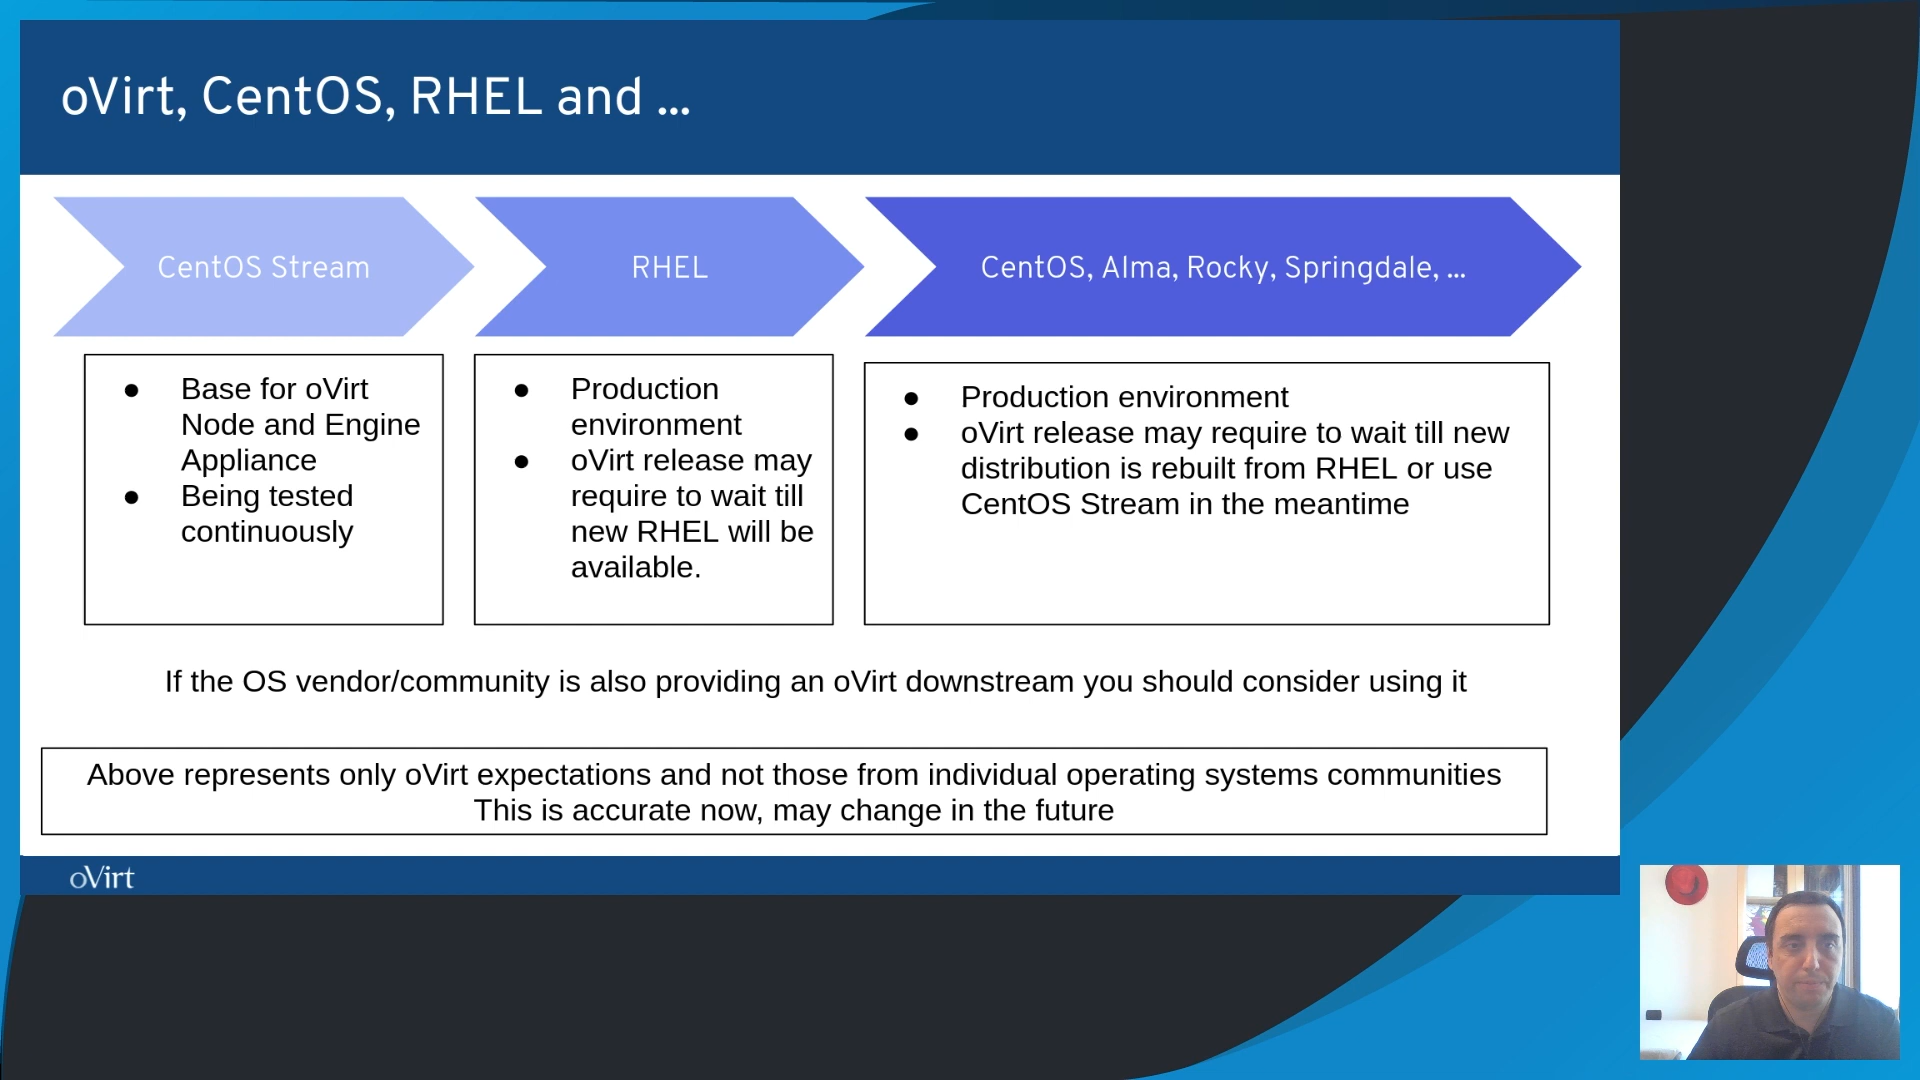 oVirt, CentOS, RHEL and ...
CentOS Stream
RHEL
CentOS, Alma, Rocky, Springdale, ...
● Base for oVirt
Node and Engine
Appliance
● Being tested
continuously
● Production
environment
● oVirt release may
require to wait till
new RHEL will be
available.
● Production environment
● oVirt release may require to wait till new
distribution is rebuilt from RHEL or use
CentOS Stream in the meantime
If the OS vendor/community is also providing an oVirt downstream you should consider using it
Above represents only oVirt expectations and not those from individual operating systems communities
This is accurate now, may change in the future
oVirt